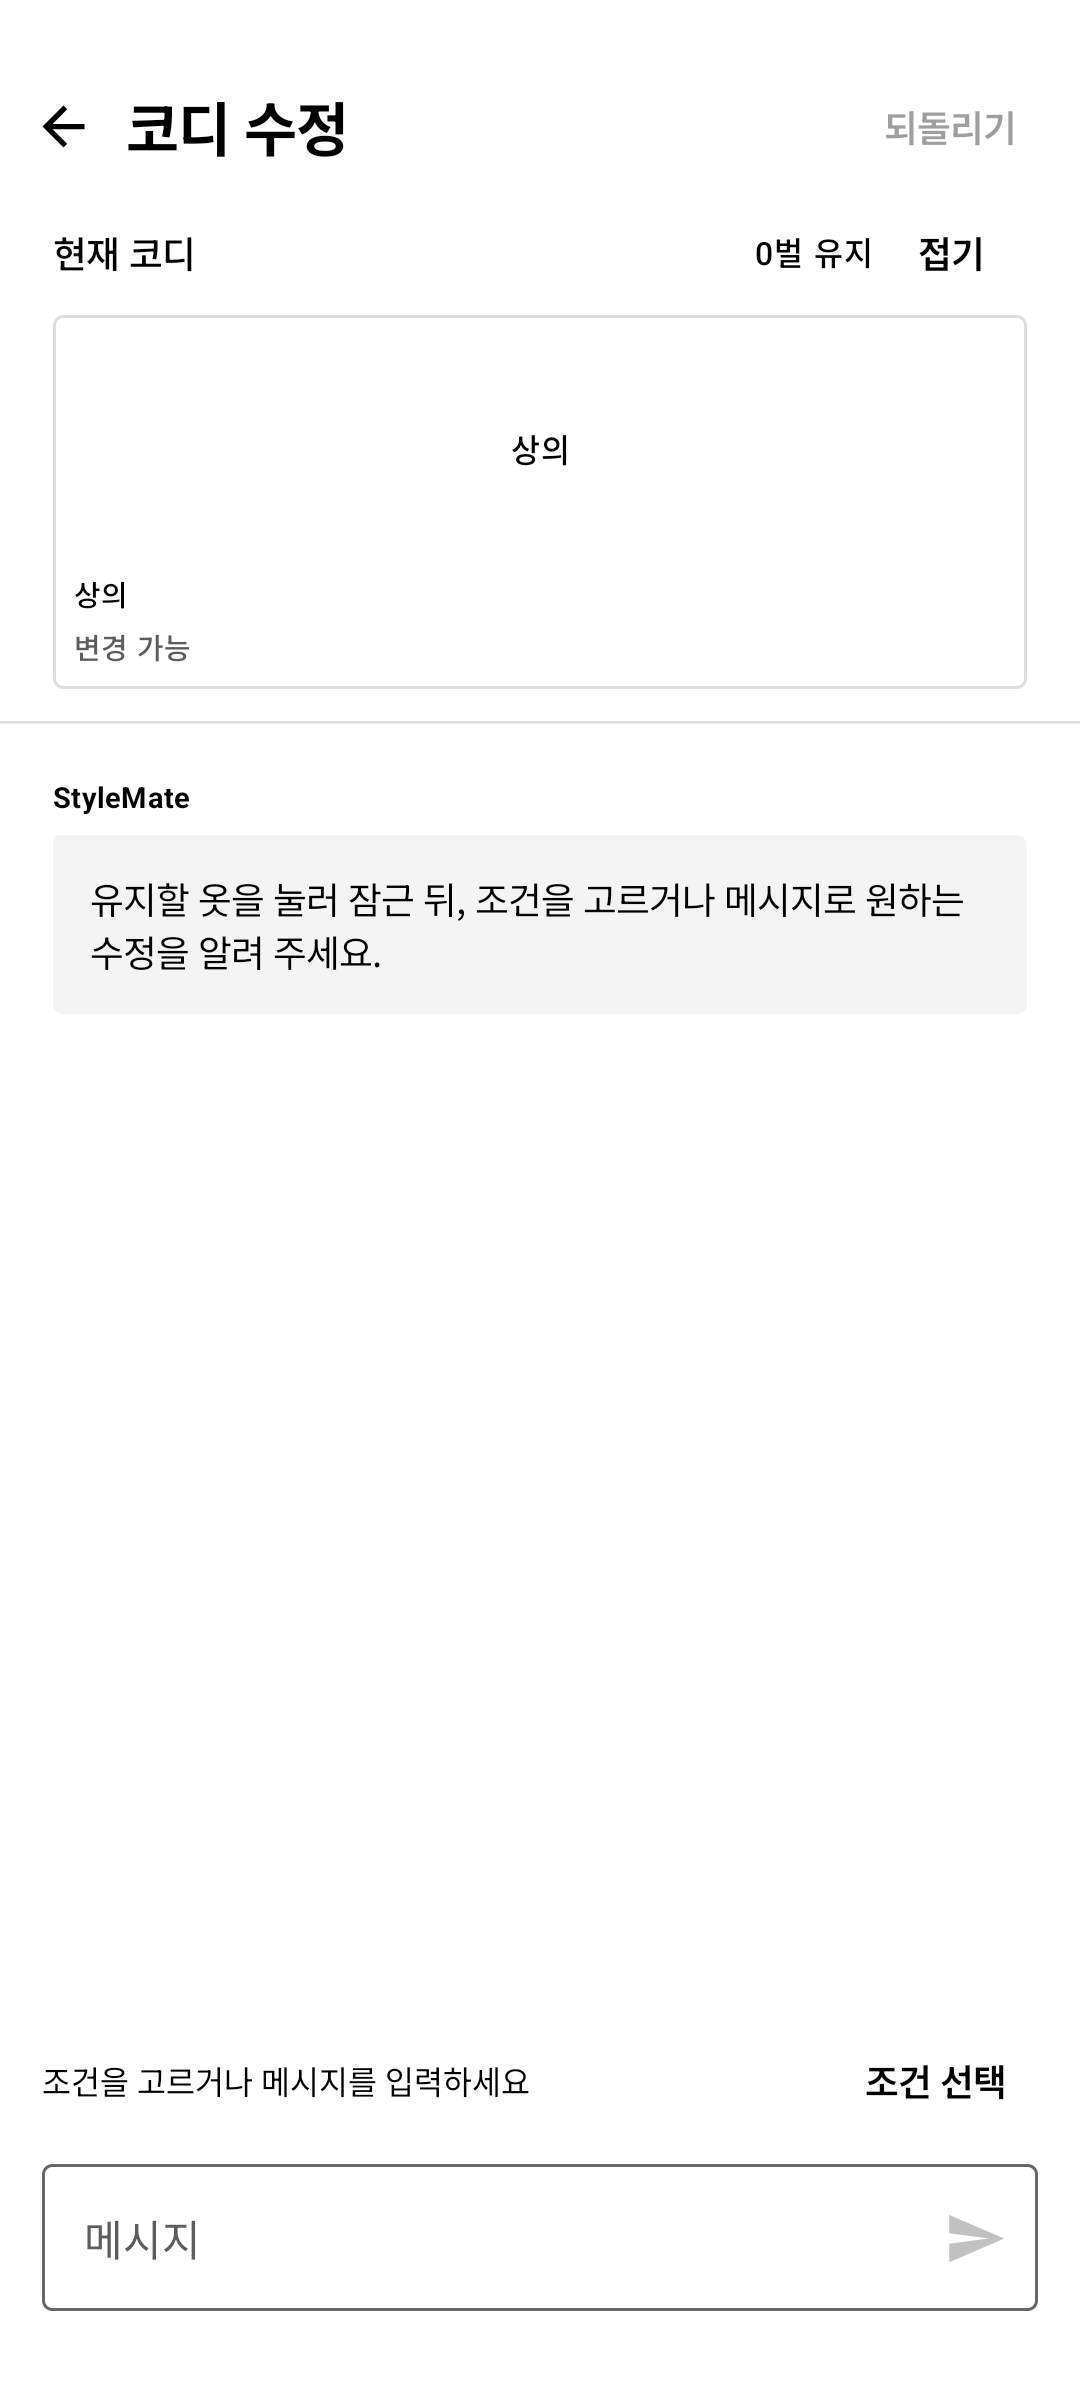 코디 수정
되돌리기
현재 코디
0벌 유지
접기
상의
상의
변경 가능
StyleMate
유지할 옷을 눌러 잠근 뒤, 조건을 고르거나 메시지로 원하는
수정을 알려 주세요.
조건을 고르거나 메시지를 입력하세요
조건 선택
메시지